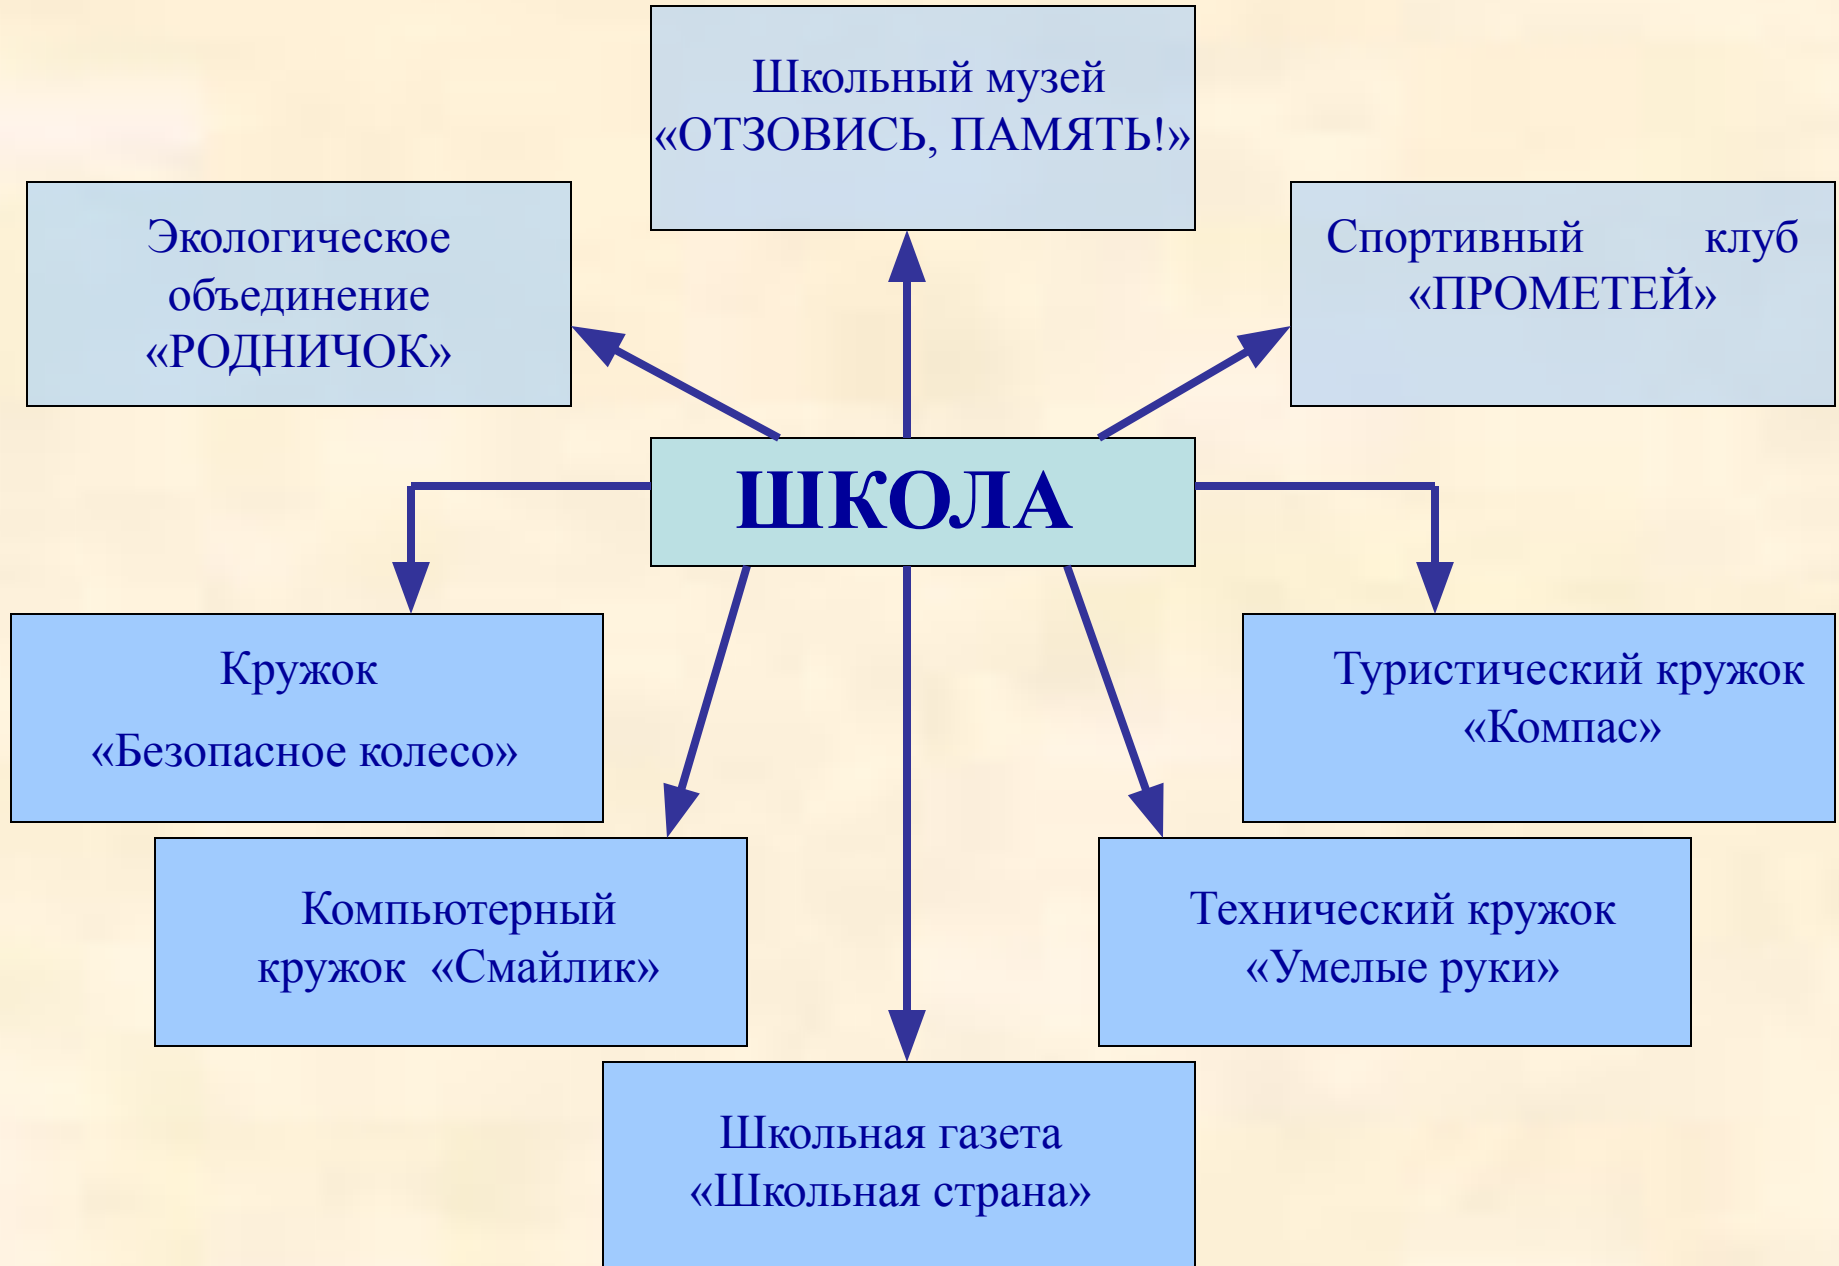 Школьный музей
«ОТЗОВИСЬ, ПАМЯТЬ!»
Экологическое
объединение
«РОДНИЧОК»
Спортивный клуб
«ПРОМЕТЕЙ»
ШКОЛА
Кружок
«Безопасное колесо»
Туристический кружок
«Компас»
Компьютерный
кружок «Смайлик»
Технический кружок
«Умелые руки»
Школьная газета
«Школьная страна»